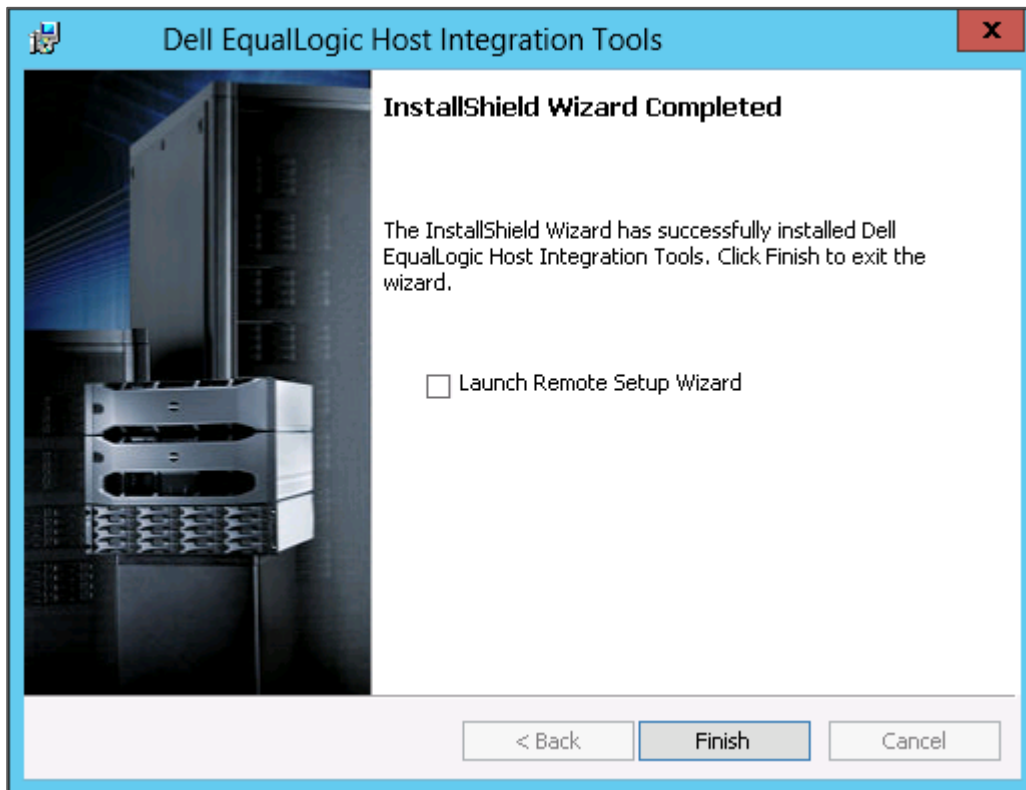 Dell EqualLogic Host Integration Tools
x
InstallShield Wizard Completed
The InstallShield Wizard has successfully installed Dell
EqualLogic Host Integration Tools. Click Finish to exit the
wizard.
Launch Remote Setup Wizard
< Back
Finish
Cancel